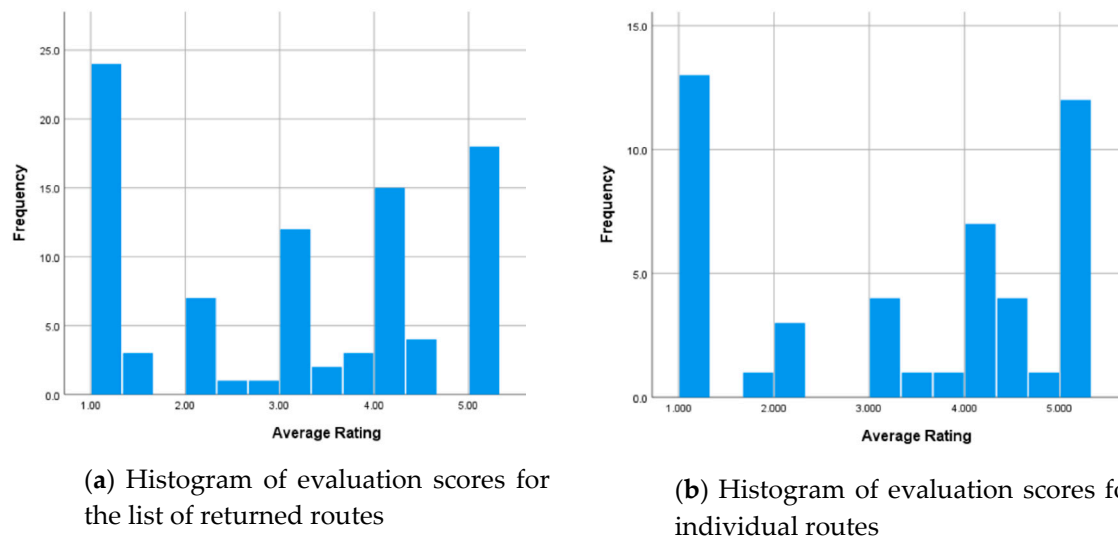 25.0
20.0
15.0
10.0
5.0
0.0
Frequency
1.00 2.00 3.00 4.00 5.00
Average Rating
(a) Histogram of evaluation scores for
the list of returned routes
15.0
10.0
5.0
0.0
Frequency
1.000 2.000 3.000 4.000 5.000
Average Rating
(b) Histogram of evaluation scores fo
individual routes